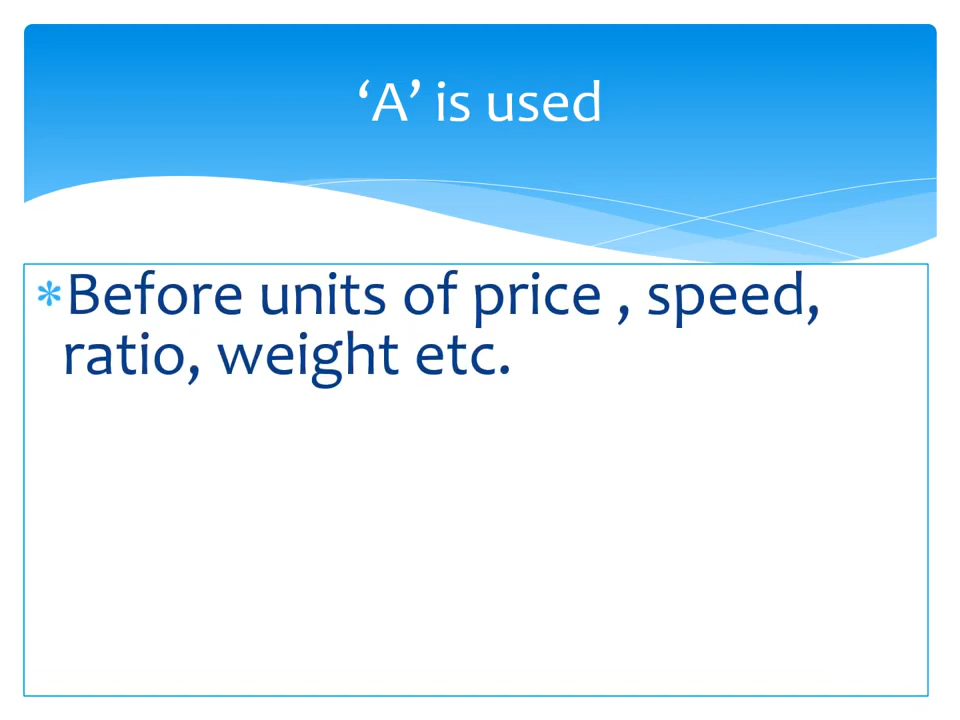 ‘A’ is used
*Before units of price , speed,
ratio, weight etc.